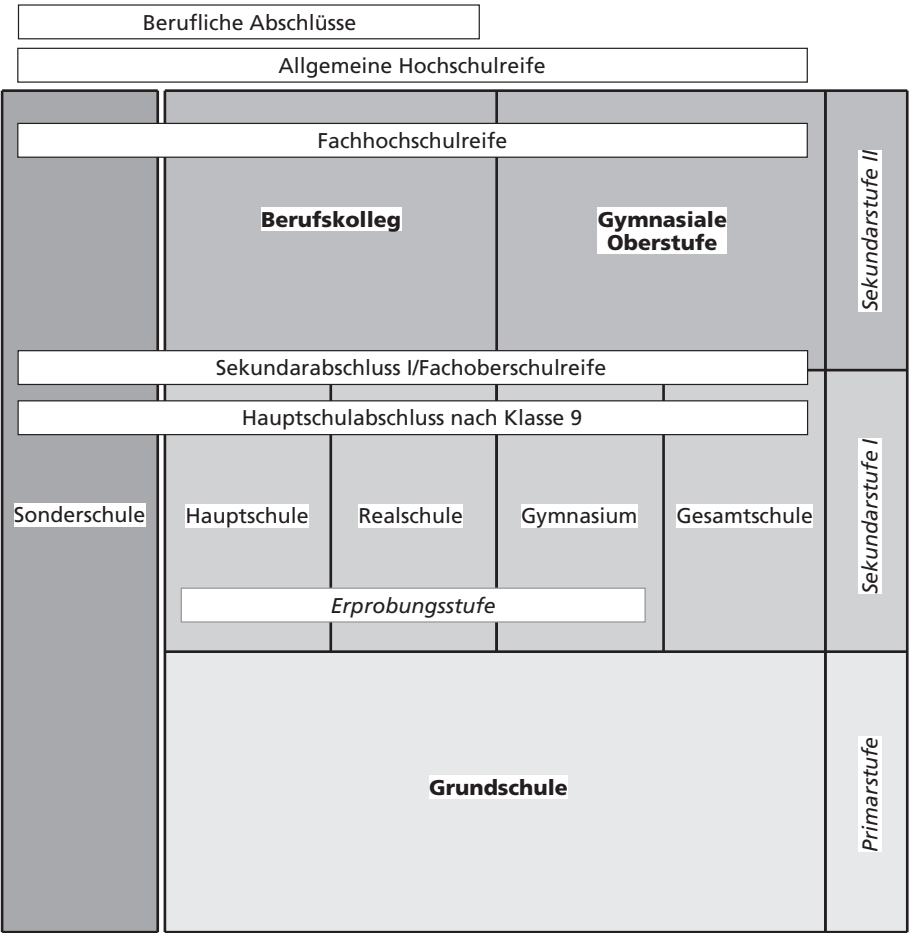 Berufliche Abschlüsse
Allgemeine Hochschulreife
Fachhochschulreife
Berufskolleg
Gymnasiale
Oberstufe
Sekundarstufe II
Sekundarabschluss I/Fachoberschulreife
Hauptschulabschluss nach Klasse 9
Sonderschule
Hauptschule
Realschule
Gymnasium
Gesamtschule
Sekundarstufe I
Erprobungsstufe
Grundschule
Primarstufe